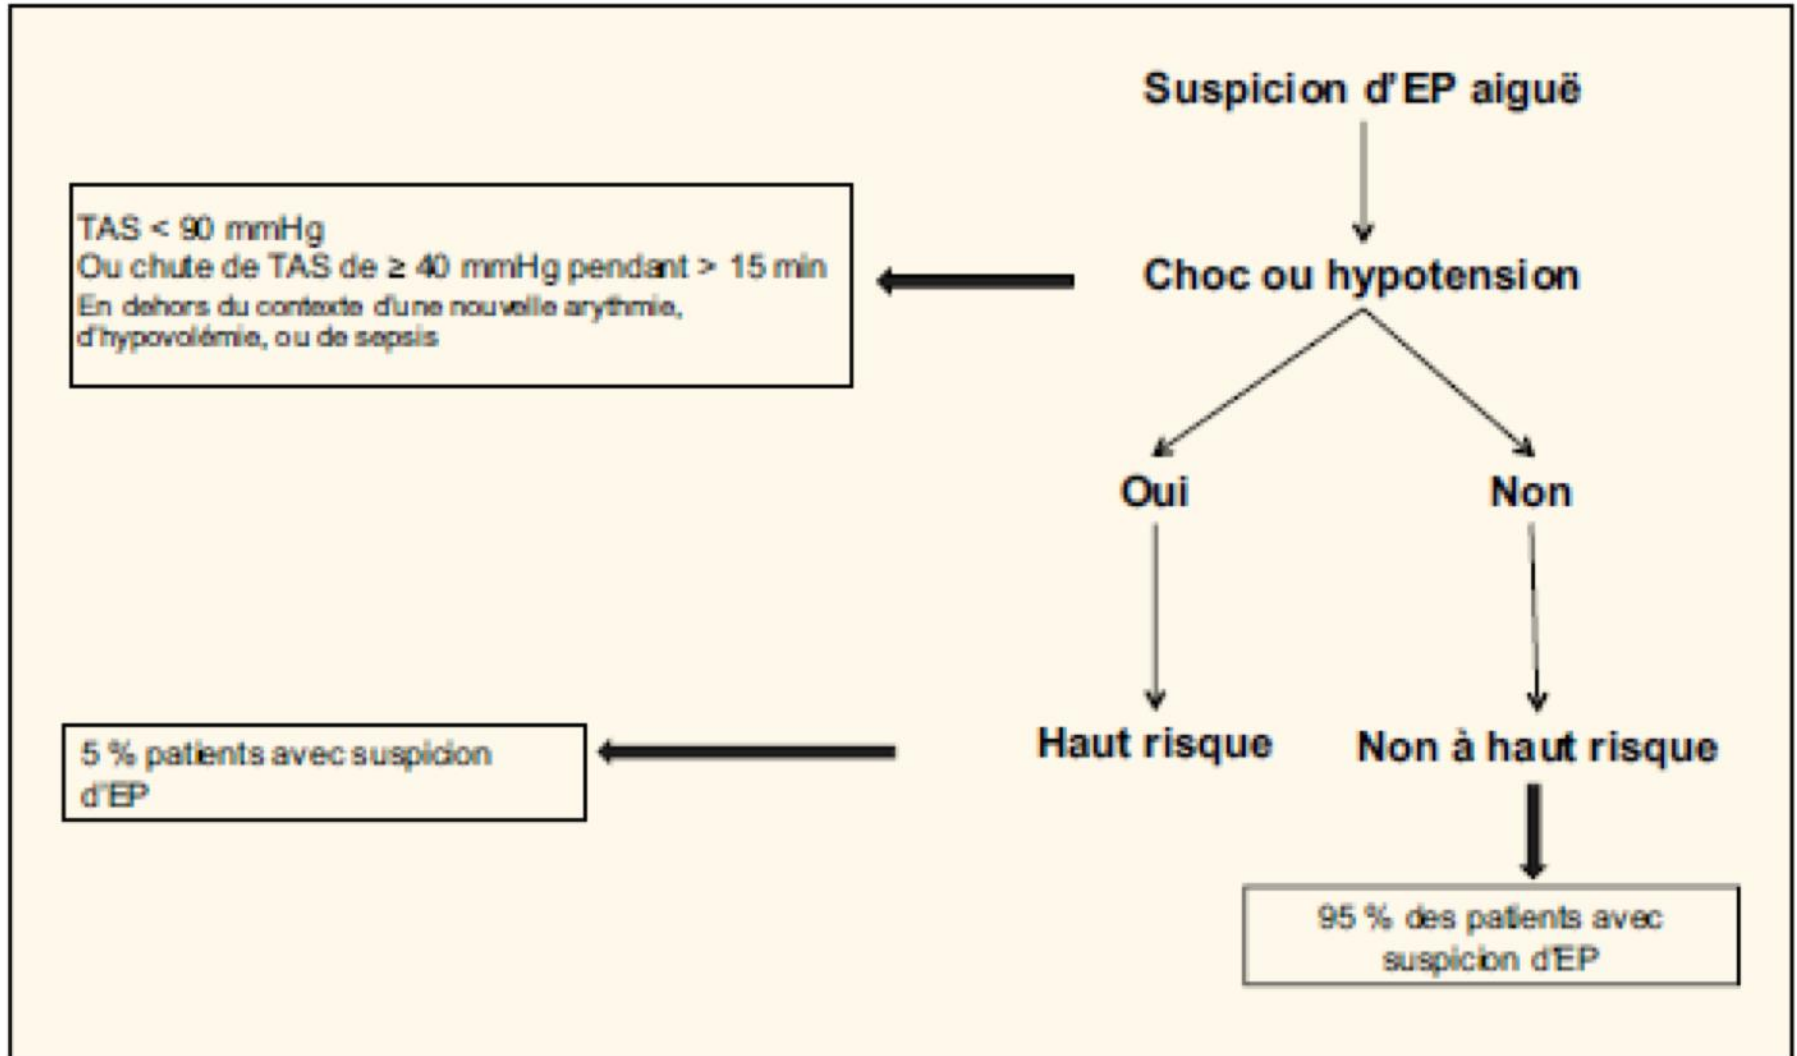 Suspicion d'EP aiguë
TAS < 90 mmHg
Ou chute de TAS de ≥ 40 mmHg pendant > 15 min
En dehors du contexte d'une nouvelle arythmie,
d'hypovolémie, ou de sepsis
Choc ou hypotension
Oui
Non
Haut risque
Non à haut risque
5 % patients avec suspicion
d'EP
95 % des patients avec
suspicion d'EP